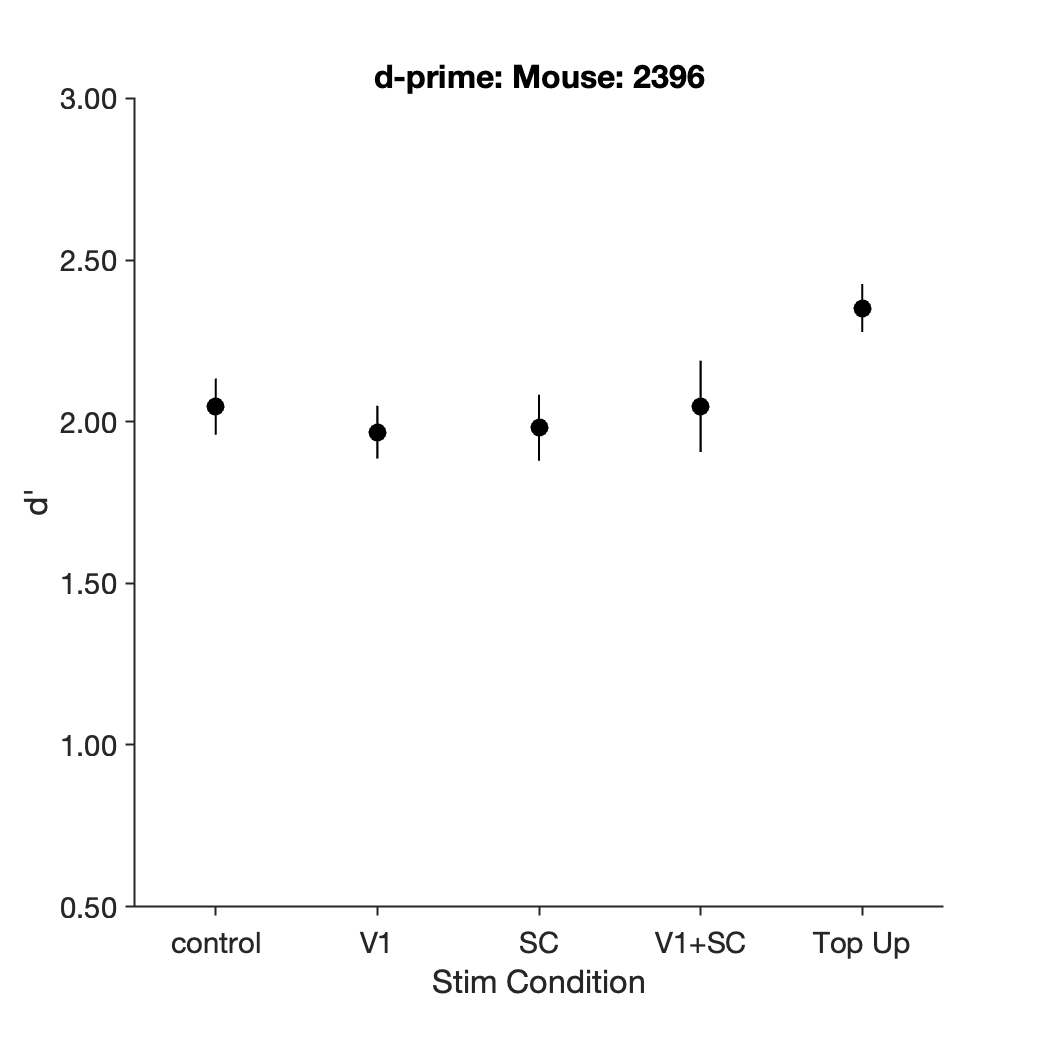 d-prime: Mouse: 2396
3.00
2.50
2.00
1.50
1.00
0.50
d'
control V1 SC V1+SC Top Up
Stim Condition